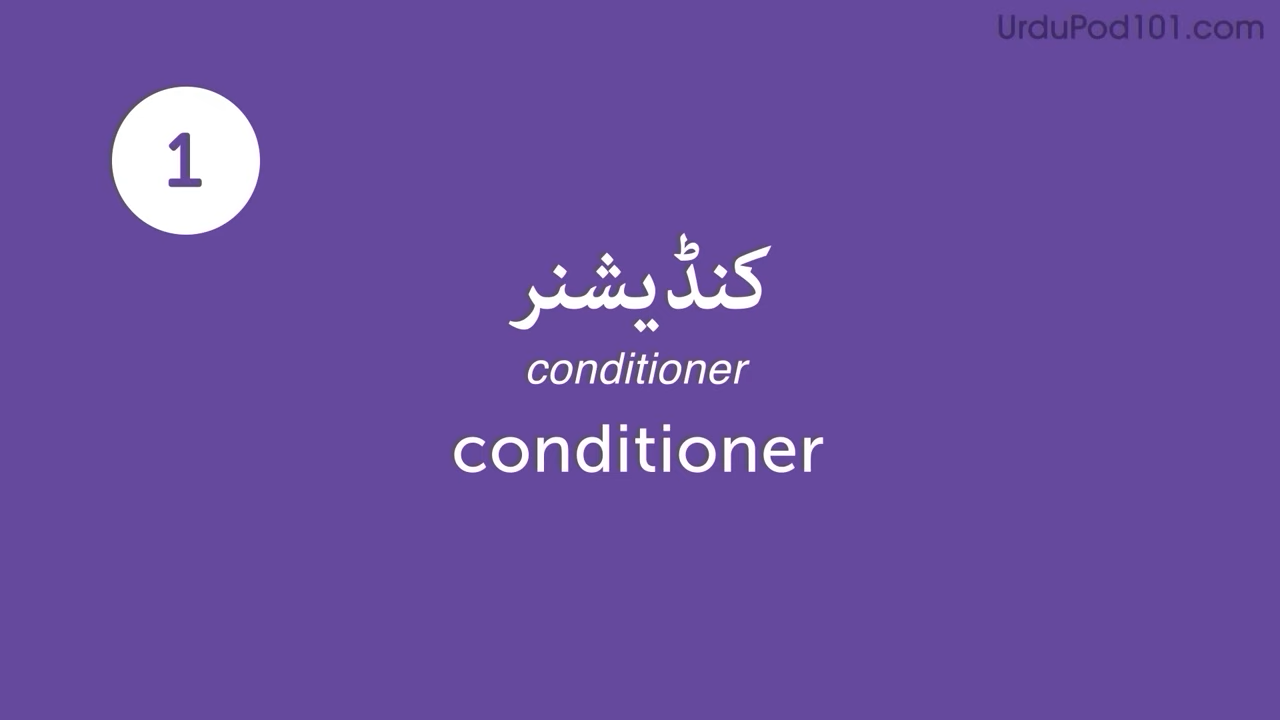 UrduPod101.com
1
کنڈیشنر
conditioner
conditioner